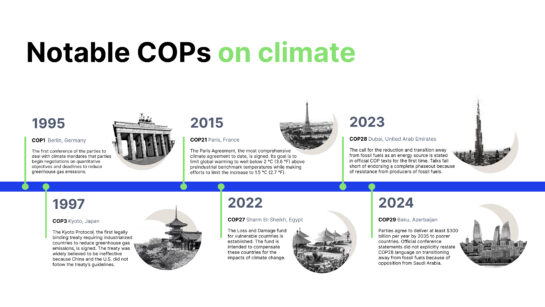 Notable COPs on climate
1995
COP1 Berlin, Germany
The first conference of the parties to
deal with climate mandates that parties
begin negotiations on quantitative
objectives and deadlines to reduce
greenhouse gas emissions.
2015
COP21 Paris, France
The Paris Agreement, the most comprehensive
climate agreement to date, is signed. Its goal is to
limit global warming to well below 2 °C (3.6 °F) above
preindustrial benchmark temperatures while making
efforts to limit the increase to 1.5 °C (2.7 °F).
2023
COP28 Dubai, United Arab Emirates
The call for the reduction and transition away
from fossil fuels as an energy source is stated
in official COP texts for the first time. Talks fall
short of endorsing a complete phaseout because
of resistance from producers of fossil fuels.
1997
COP3 Kyoto, Japan
The Kyoto Protocol, the first legally
binding treaty requiring industrialized
countries to reduce greenhouse gas
emissions, is signed. The treaty was
widely believed to be ineffective
because China and the U.S. did not
follow the treaty's guidelines.
2022
COP27 Sharm El-Sheikh, Egypt
The Loss and Damage fund
for vulnerable countries is
established. The fund is
intended to compensate
these countries for the
impacts of climate change.
2024
COP29 Baku, Azerbaijan
Parties agree to deliver at least $300
billion per year by 2035 to poorer
countries. Official conference
statements did not explicitly restate
COP28 language on transitioning
away from fossil fuels because of
opposition from Saudi Arabia.